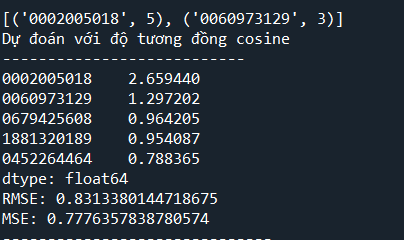 [('0002005018', 5), ('0060973129', 3)]
Dự đoán với độ tương đồng cosine
---------------------------
0002005018    2.659440
0060973129    1.297202
0679425608    0.964205
1881320189    0.954087
0452264464    0.788365
dtype: float64
RMSE: 0.8313380144718675
MSE: 0.7776357838780574
------------------------------